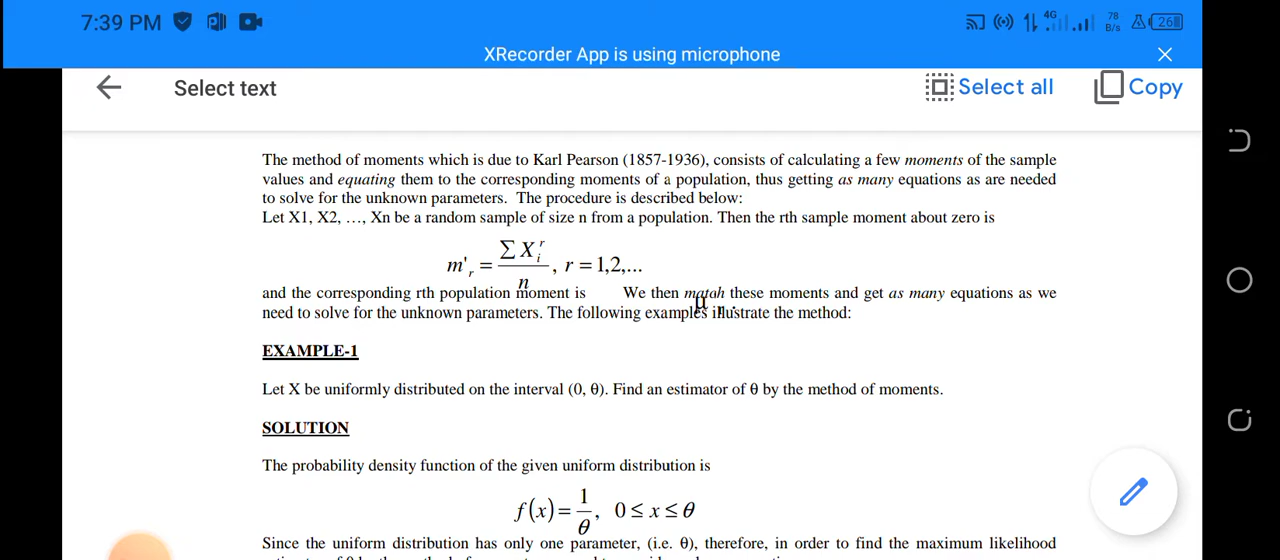 7:39 PM
4G 78 B/s 26
XRecorder App is using microphone
Select text
Select all
Copy
The method of moments which is due to Karl Pearson (1857-1936), consists of calculating a few moments of the sample
values and equating them to the corresponding moments of a population, thus getting as many equations as are needed
to solve for the unknown parameters. The procedure is described below:
Let X1, X2, …, Xn be a random sample of size n from a population. Then the rth sample moment about zero is
m'r = ∑ Xi^r / n, r = 1,2,...
and the corresponding rth population moment is μ'r. We then match these moments and get as many equations as we
need to solve for the unknown parameters. The following examples illustrate the method:
EXAMPLE-1
Let X be uniformly distributed on the interval (0, θ). Find an estimator of θ by the method of moments.
SOLUTION
The probability density function of the given uniform distribution is
f(x) = 1/θ, 0 ≤ x ≤ θ
Since the uniform distribution has only one parameter, (i.e. θ), therefore, in order to find the maximum likelihood